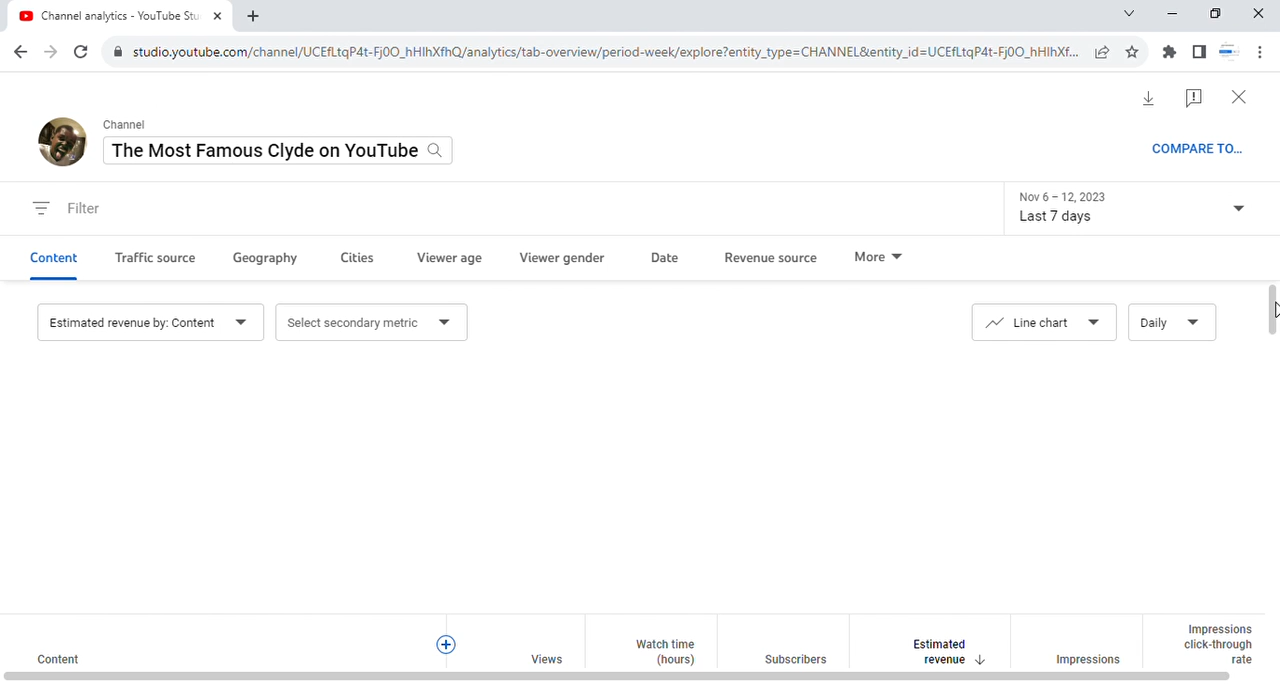 Channel analytics - YouTube Stu
studio.youtube.com/channel/UCEfLtqP4t-Fj0O_hHIhXfhQ/analytics/tab-overview/period-week/explore?entity_type=CHANNEL&entity_id=UCEfLtqP4t-Fj0O_hHIhXf...
Channel
The Most Famous Clyde on YouTube
COMPARE TO...
Filter
Nov 6 – 12, 2023
Last 7 days
Content Traffic source Geography Cities Viewer age Viewer gender Date Revenue source More
Estimated revenue by: Content Select secondary metric Line chart Daily
Content
Views
Watch time
(hours)
Subscribers
Estimated
revenue
Impressions
Impressions
click-through
rate